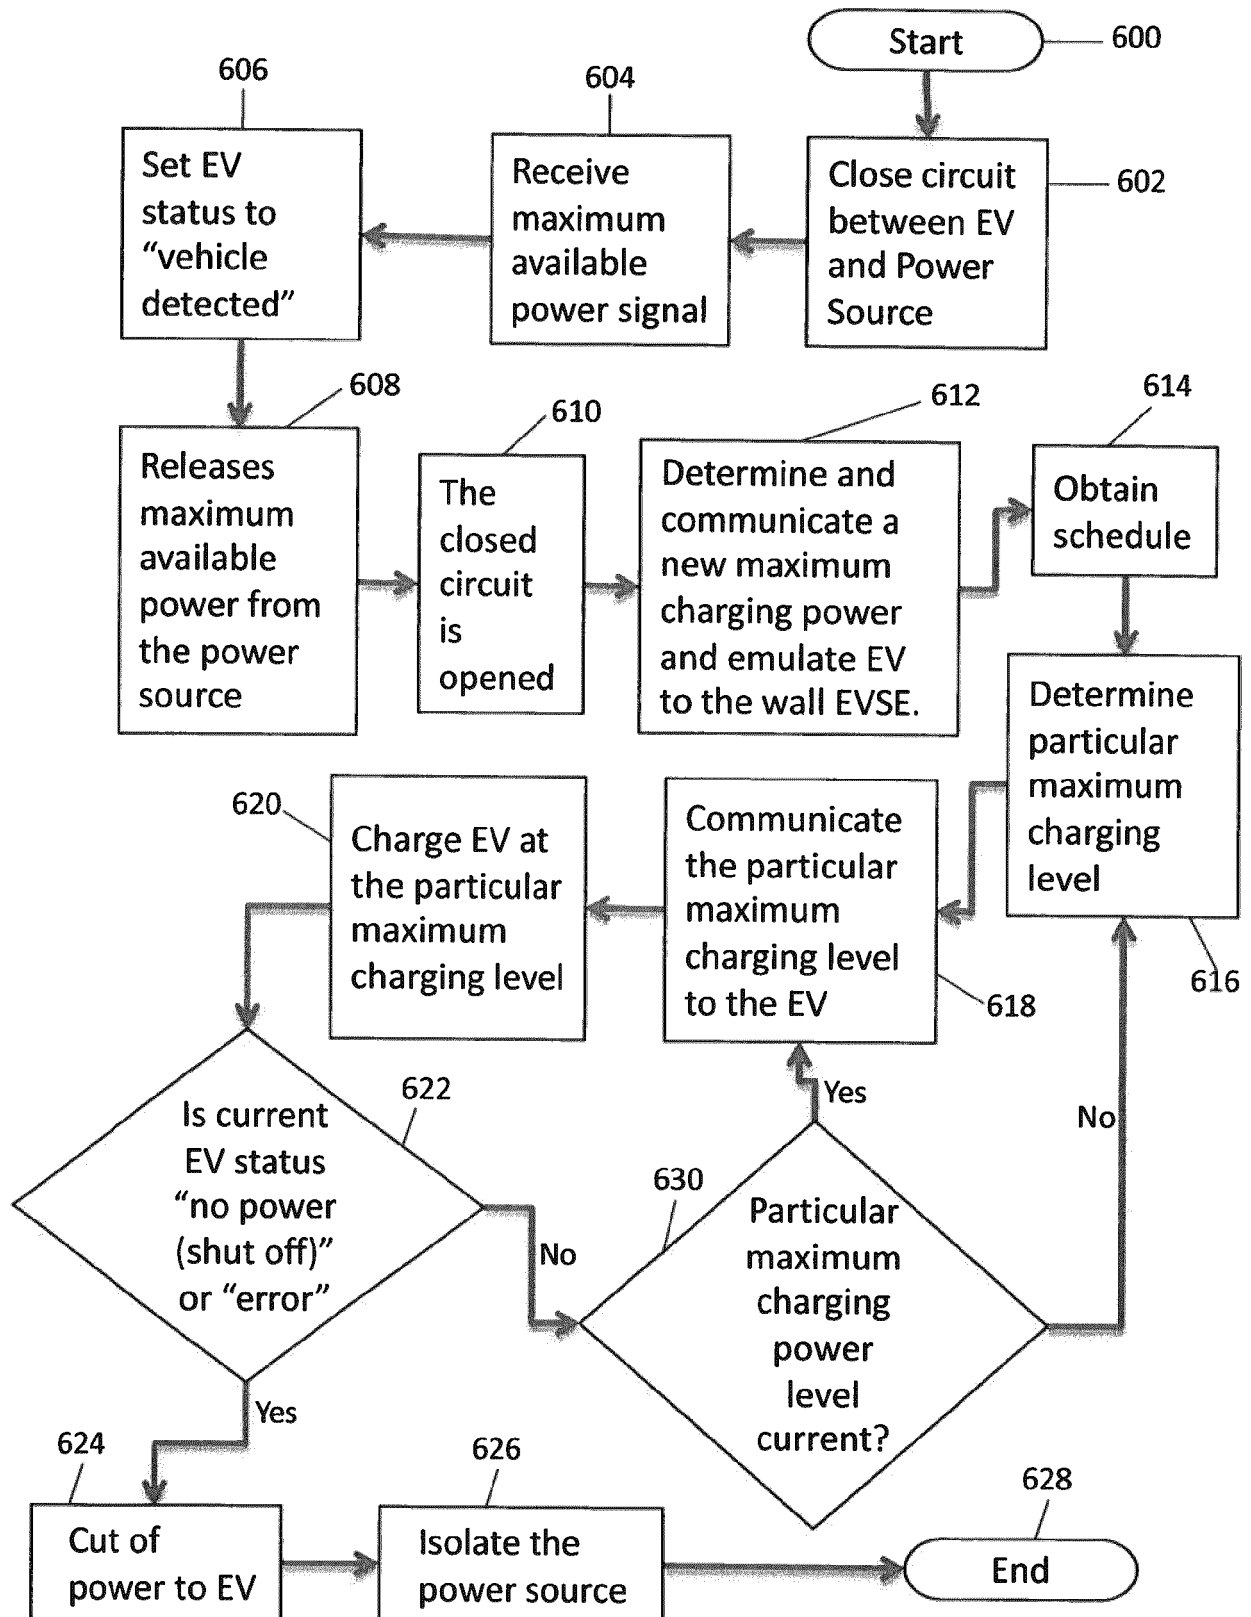 Start
600
602
Close circuit
between EV
and Power
Source
604
Receive
maximum
available
power signal
606
Set EV
status to
“vehicle
detected”
608
Releases
maximum
available
power from
the power
source
610
The
closed
circuit
is
opened
612
Determine and
communicate a
new maximum
charging power
and emulate EV
to the wall EVSE.
614
Obtain
schedule
Determine
particular
maximum
charging
level
616
Communicate
the particular
maximum
charging level
to the EV
618
620
Charge EV at
the particular
maximum
charging level
622
Is current
EV status
“no power
(shut off)”
or “error”
No
Yes
630
Particular
maximum
charging
power
level
current?
Yes
No
624
Cut of
power to EV
626
Isolate the
power source
628
End